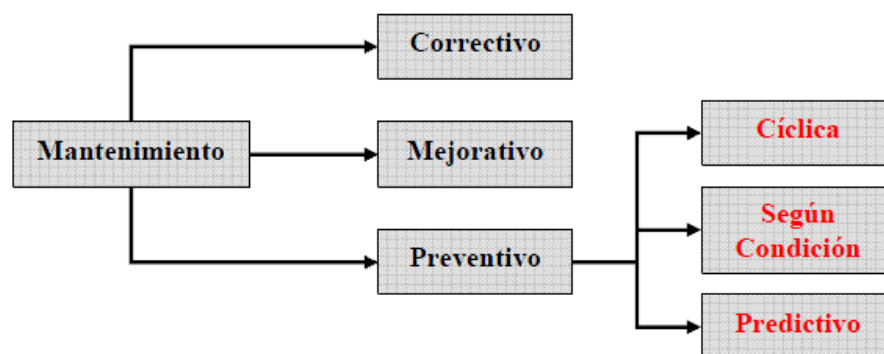 Correctivo
Mantenimiento
Mejorativo
Preventivo
Cíclica
Según
Condición
Predictivo